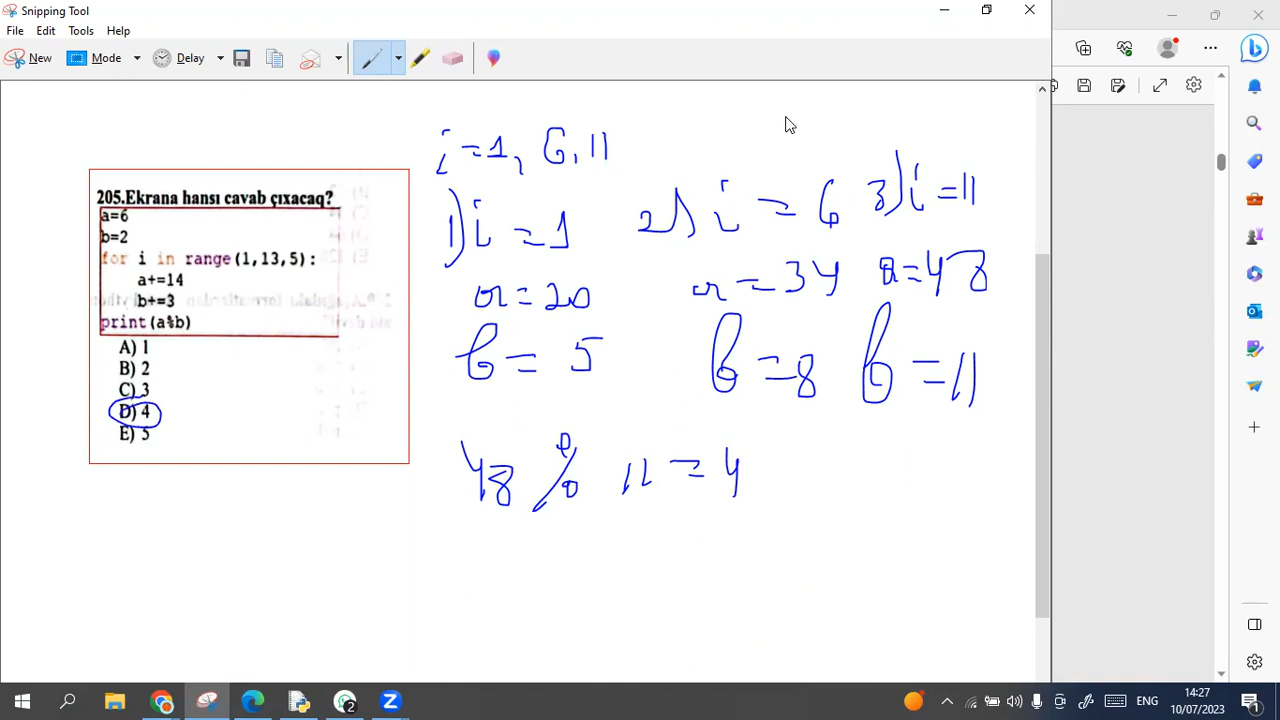 Snipping Tool
File Edit Tools Help
New Mode Delay
205.Ekrana hansı cavab çıxacaq?
a=6
b=2
for i in range(1,13,5):
a+=14
b+=3
print(a%b)
A) 1
B) 2
C) 3
D) 4
E) 5
i=1, 6, 11
1) i = 1
a = 20
b = 5
2) i = 6
a = 34
b = 8
3) i = 11
a = 48
b = 11
48 % 11 = 4
2
ENG
14:27
10/07/2023
1